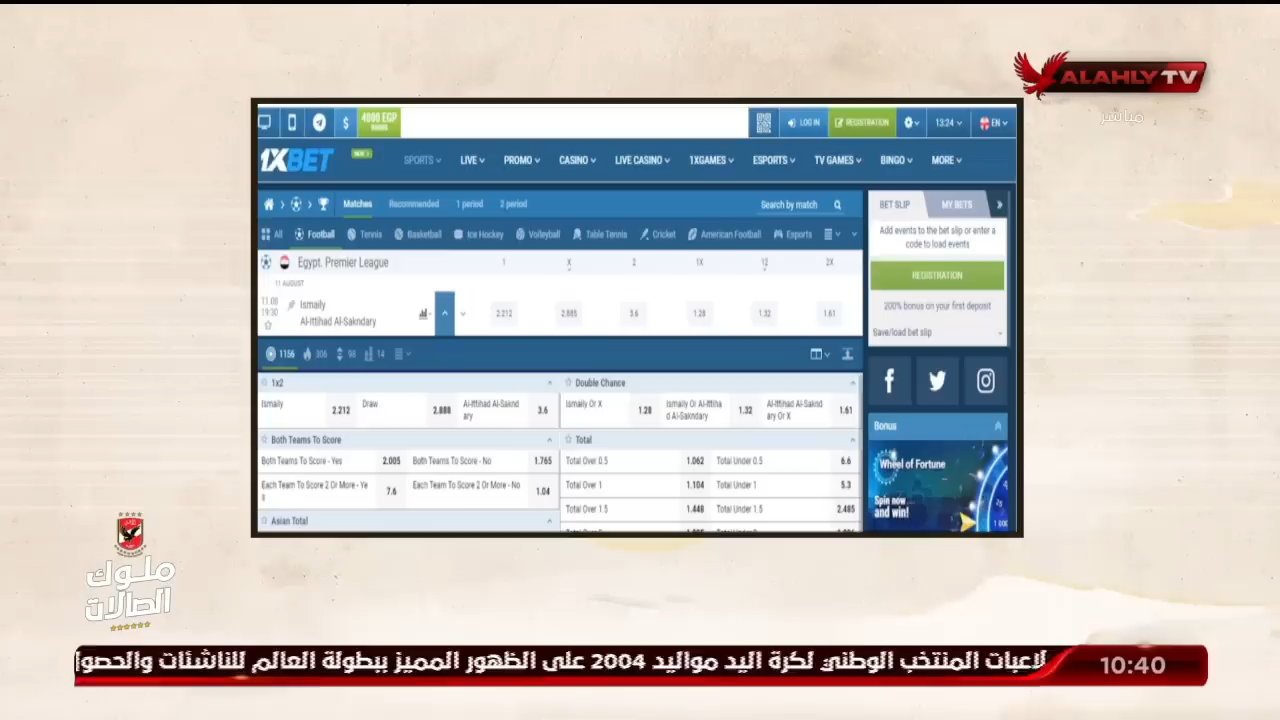 ALAHLY TV
مباشر
4000 EGP
BONUS
LOG IN
REGISTRATION
13:24
EN
1XBET
SPORTS
LIVE
PROMO
CASINO
LIVE CASINO
1XGAMES
ESPORTS
TV GAMES
BINGO
MORE
Matches
Recommended
1 period
2 period
Search by match
BET SLIP
MY BETS
All
Football
Tennis
Basketball
Ice Hockey
Volleyball
Table Tennis
Cricket
American Football
Esports
Add events to the bet slip or enter a
code to load events
Egypt. Premier League
1 X 2 1X 12 2X
REGISTRATION
11 AUGUST
11.08
19:30
Ismaily
Al-Ittihad Al-Sakndary
2.212 2.885 3.6 1.28 1.32 1.61
200% bonus on your first deposit
Save/load bet slip
1156 306 98 14
1x2
Ismaily 2.212
Draw 2.888
Al-Ittihad Al-Saknd
ary 3.6
Double Chance
Ismaily Or X 1.28
Ismaily Or Al-Ittiha
d Al-Sakndary 1.32
Al-Ittihad Al-Saknd
ary Or X 1.61
Both Teams To Score
Both Teams To Score - Yes 2.005
Both Teams To Score - No 1.765
Each Team To Score 2 Or More - Ye
s 7.6
Each Team To Score 2 Or More - No 1.04
Asian Total
Total
Total Over 0.5 1.062 Total Under 0.5 6.6
Total Over 1 1.104 Total Under 1 5.3
Total Over 1.5 1.448 Total Under 1.5 2.485
Bonus
Wheel of Fortune
Spin now
and win!
ملوك
الصالات
لاعبات المنتخب الوطني لكرة اليد مواليد 2004 على الظهور المميز ببطولة العالم للناشئات والحصو
10:40